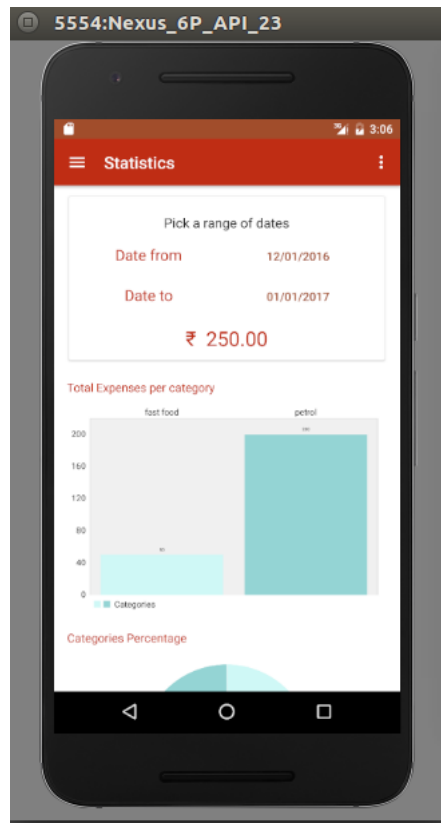 5554:Nexus_6P_API_23
3:06
Statistics
Pick a range of dates
Date from 12/01/2016
Date to 01/01/2017
₹ 250.00
Total Expenses per category
fast food petrol
200
160
120
80
40
0
Categories
Categories Percentage